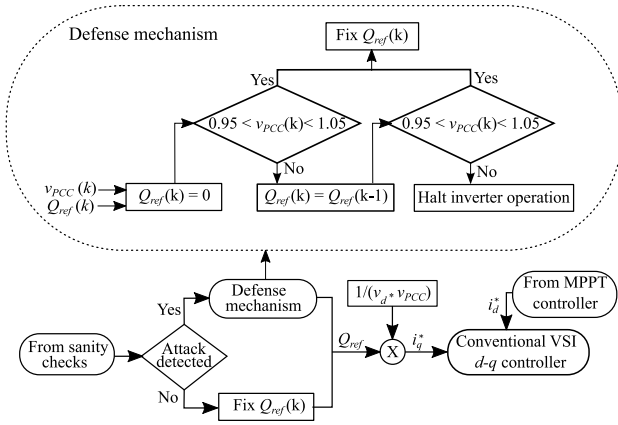 Defense mechanism
Fix Q_ref(k)
Yes
Yes
0.95 < v_PCC(k) < 1.05
0.95 < v_PCC(k) < 1.05
No
No
v_PCC(k)
Q_ref(k)
Q_ref(k) = 0
Q_ref(k) = Q_ref(k-1)
Halt inverter operation
From sanity
checks
Attack
detected
Yes
No
Defense
mechanism
Fix Q_ref(k)
Q_ref
1/(v_d* v_PCC)
X
i_q^*
i_d^*
From MPPT
controller
Conventional VSI
d-q controller